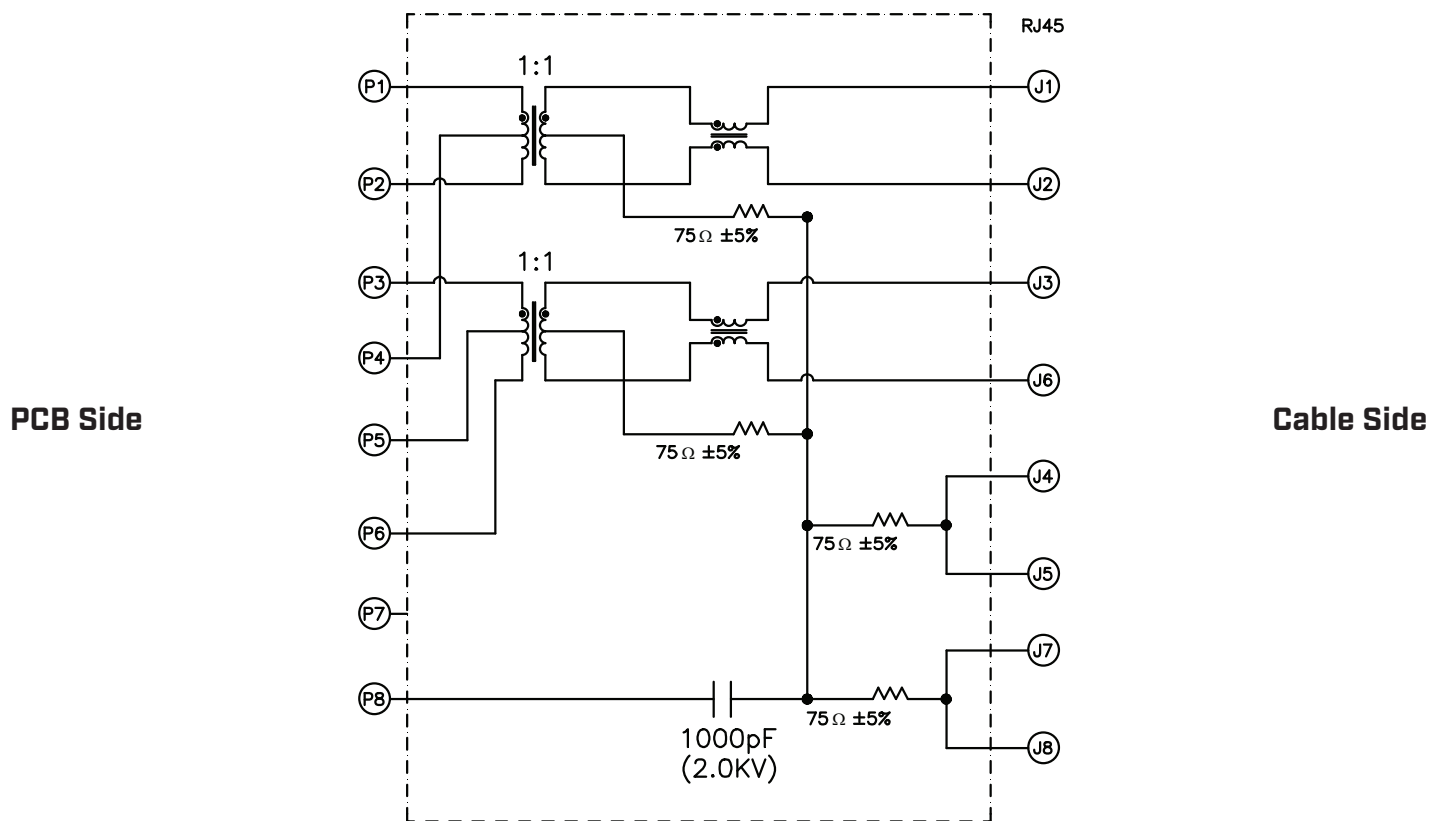 RJ45
1:1
P1
J1
P2
J2
75Ω ±5%
1:1
P3
J3
P4
J6
PCB Side
Cable Side
P5
75Ω ±5%
J4
P6
75Ω ±5%
J5
P7
J7
P8
75Ω ±5%
1000pF
(2.0KV)
J8